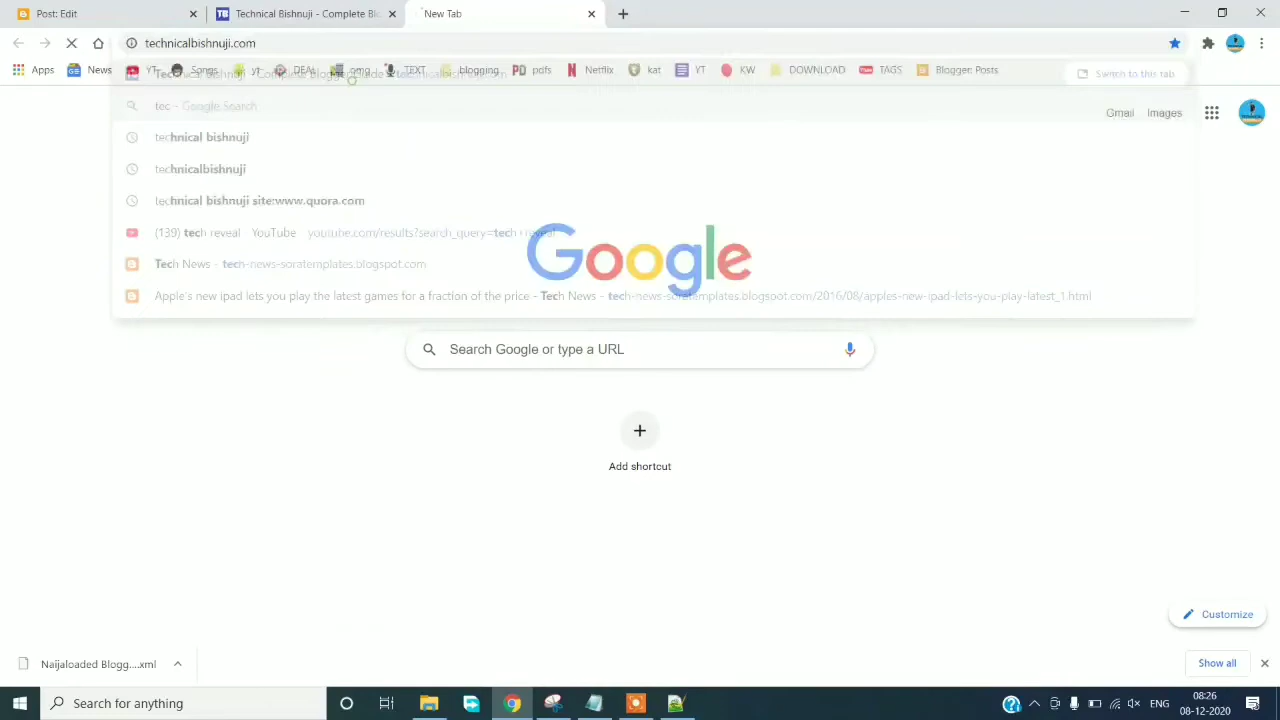 Post: Edit
Technical Bishnuji - Complete Blo
New Tab
technicalbishnuji.com
Apps
News
YT
Songs
yt
DEAL
TEXT
blogging
pdfs
Netflix
kat
YT
KW
DOWNLOAD
TAGS
Blogger: Posts
Switch to this tab
tec - Google Search
Gmail
Images
technical bishnuji
technicalbishnuji
technical bishnuji site:www.quora.com
(139) tech reveal YouTube youtube.com/results?search_query=tech+reveal
Tech News - tech-news-soratemplates.blogspot.com
Apple's new ipad lets you play the latest games for a fraction of the price - Tech News - tech-news-soratemplates.blogspot.com/2016/08/apples-new-ipad-lets-you-play-latest_1.html
Google
Search Google or type a URL
Add shortcut
Customize
Naijaloaded Blogg....xml
Show all
Search for anything
ENG
08:26
08-12-2020